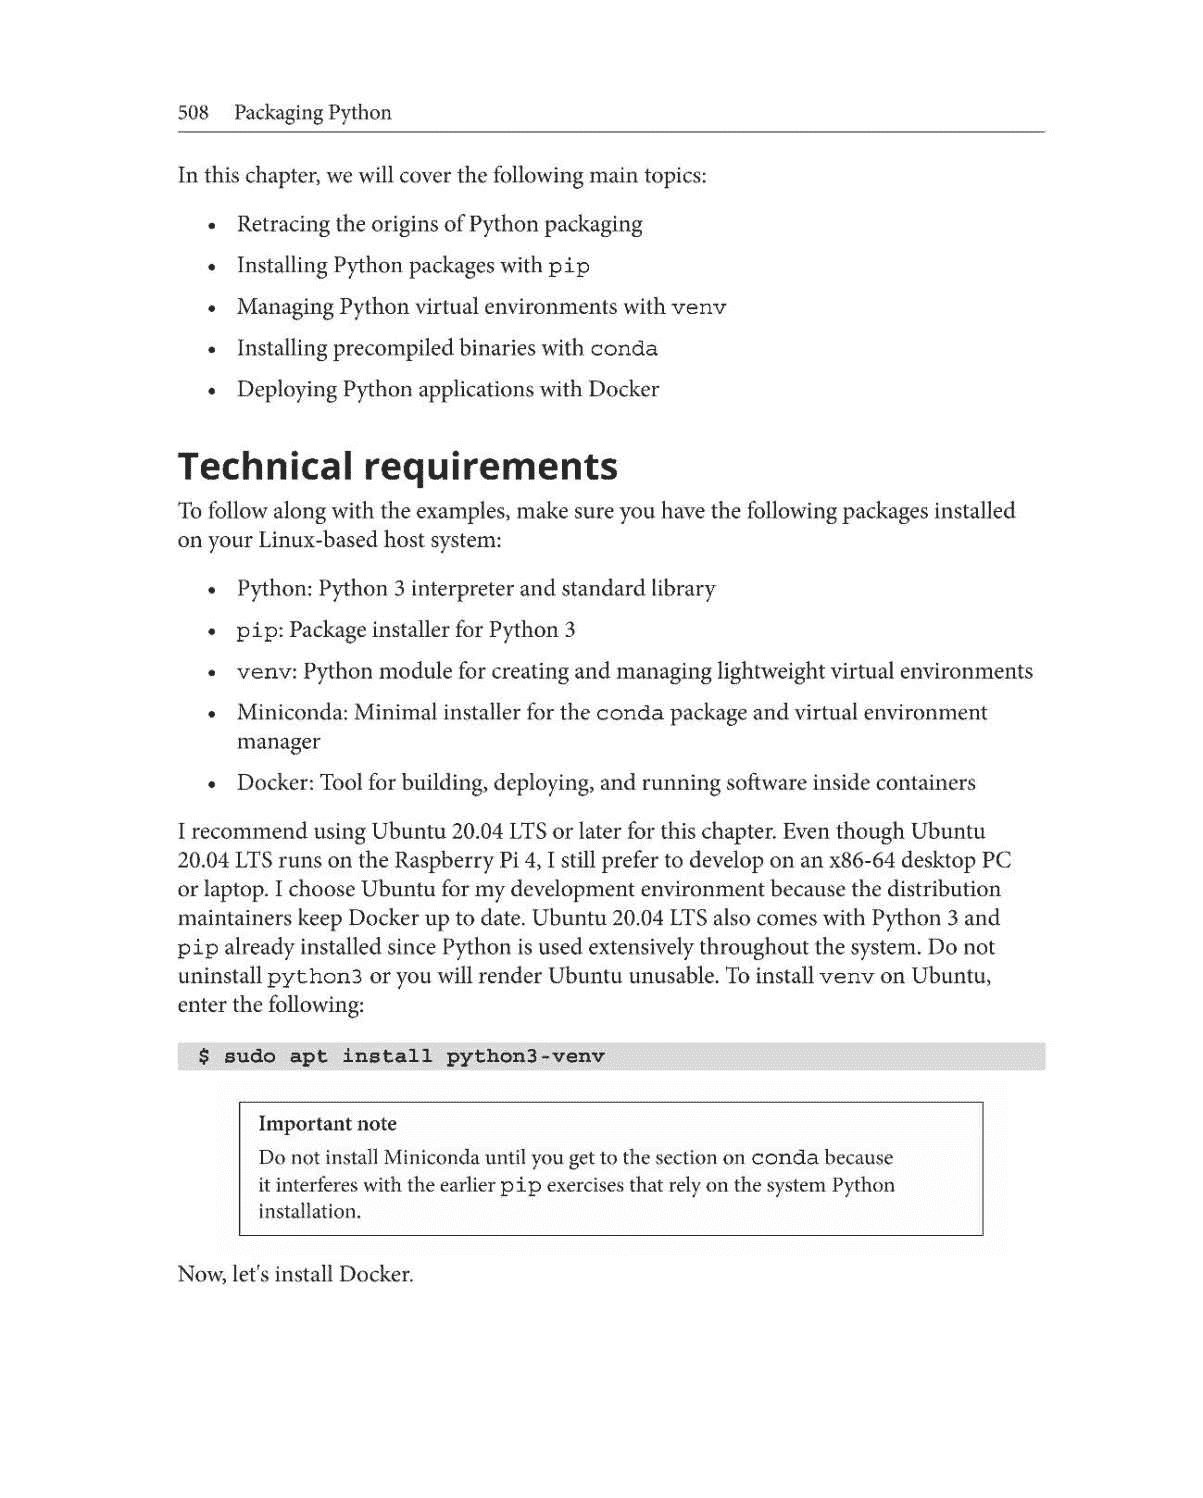 508 Packaging Python
In this chapter, we will cover the following main topics:
• Retracing the origins of Python packaging
• Installing Python packages with pip
• Managing Python virtual environments with venv
• Installing precompiled binaries with conda
• Deploying Python applications with Docker
Technical requirements
To follow along with the examples, make sure you have the following packages installed
on your Linux-based host system:
• Python: Python 3 interpreter and standard library
• pip: Package installer for Python 3
• venv: Python module for creating and managing lightweight virtual environments
• Miniconda: Minimal installer for the conda package and virtual environment
manager
• Docker: Tool for building, deploying, and running software inside containers
I recommend using Ubuntu 20.04 LTS or later for this chapter. Even though Ubuntu
20.04 LTS runs on the Raspberry Pi 4, I still prefer to develop on an x86-64 desktop PC
or laptop. I choose Ubuntu for my development environment because the distribution
maintainers keep Docker up to date. Ubuntu 20.04 LTS also comes with Python 3 and
pip already installed since Python is used extensively throughout the system. Do not
uninstall python3 or you will render Ubuntu unusable. To install venv on Ubuntu,
enter the following:
$ sudo apt install python3-venv
Important note
Do not install Miniconda until you get to the section on conda because
it interferes with the earlier pip exercises that rely on the system Python
installation.
Now, let's install Docker.